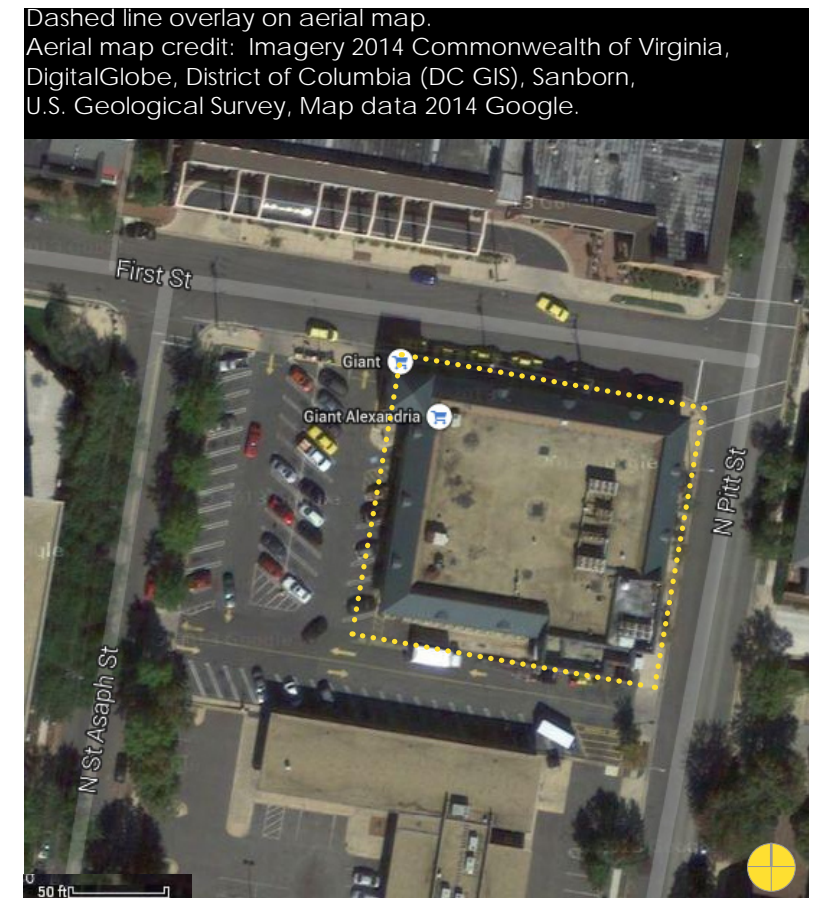 Dashed line overlay on aerial map.
Aerial map credit:  Imagery 2014 Commonwealth of Virginia,
DigitalGlobe, District of Columbia (DC GIS), Sanborn,
U.S. Geological Survey, Map data 2014 Google.
First St
Giant
Giant Alexandria
N Pitt St
N St Asaph St
50 ft